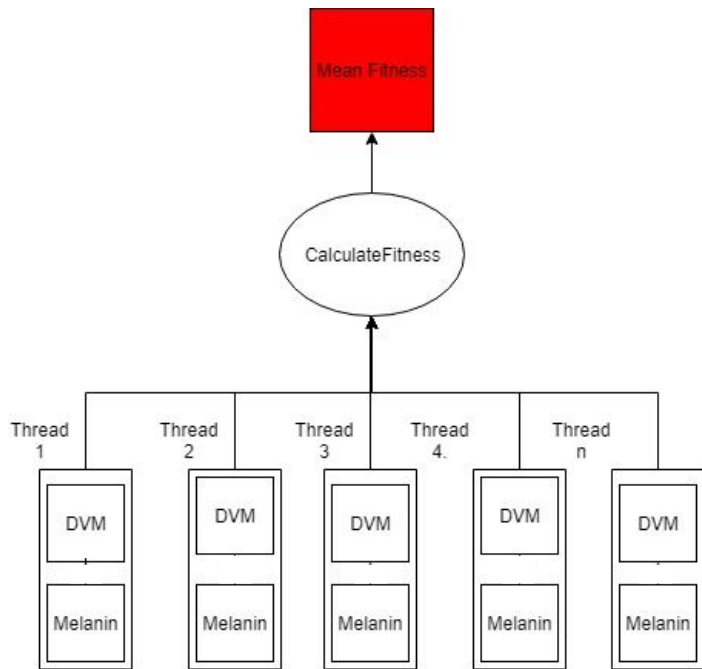 Mean Fitness
CalculateFitness
Thread
1
Thread
2
Thread
3
Thread
4.
Thread
n
DVM
DVM
DVM
DVM
DVM
Melanin
Melanin
Melanin
Melanin
Melanin